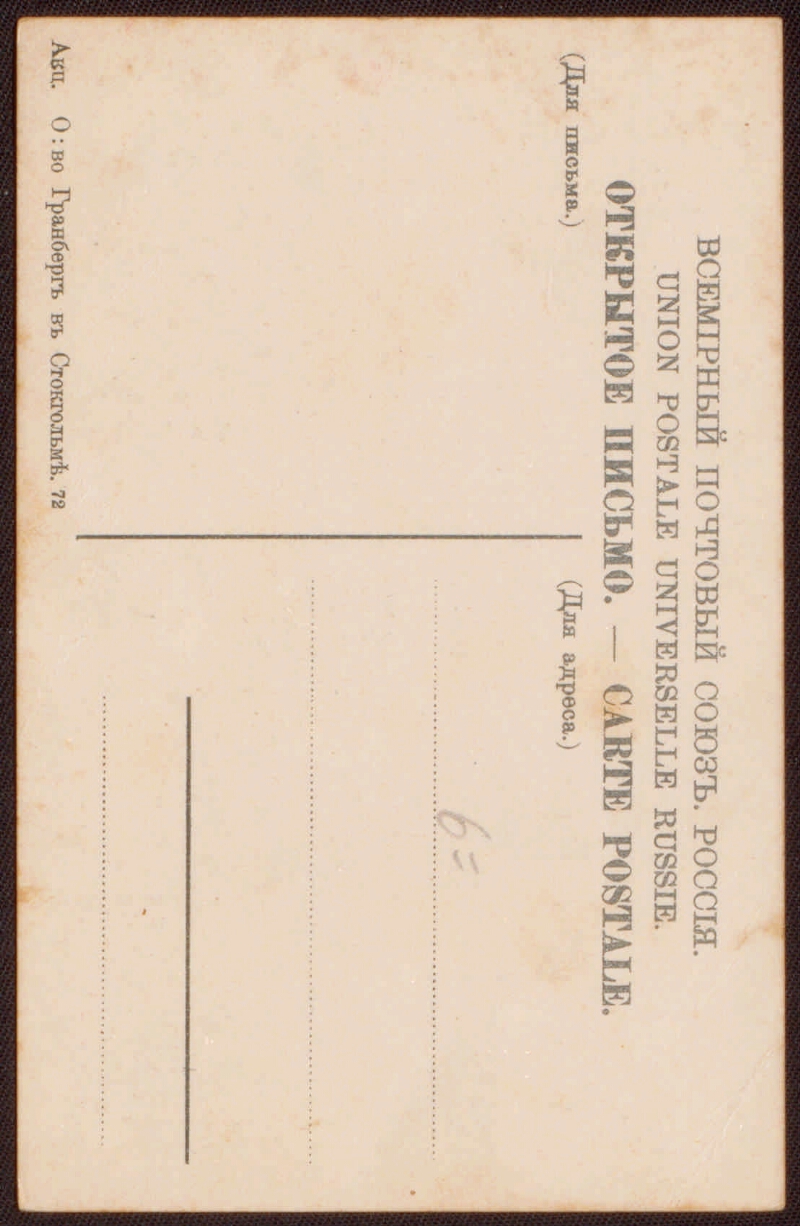 ВСЕМІРНЫЙ ПОЧТОВЫЙ СОЮЗЪ. РОССІЯ.
UNION POSTALE UNIVERSELLE RUSSIE.
ОТКРЫТОЕ ПИСЬМО. — CARTE POSTALE.
(Для письма.)
(Для адреса.)
6=
Акц. О:во Гранбергъ въ Стокгольмѣ. 72